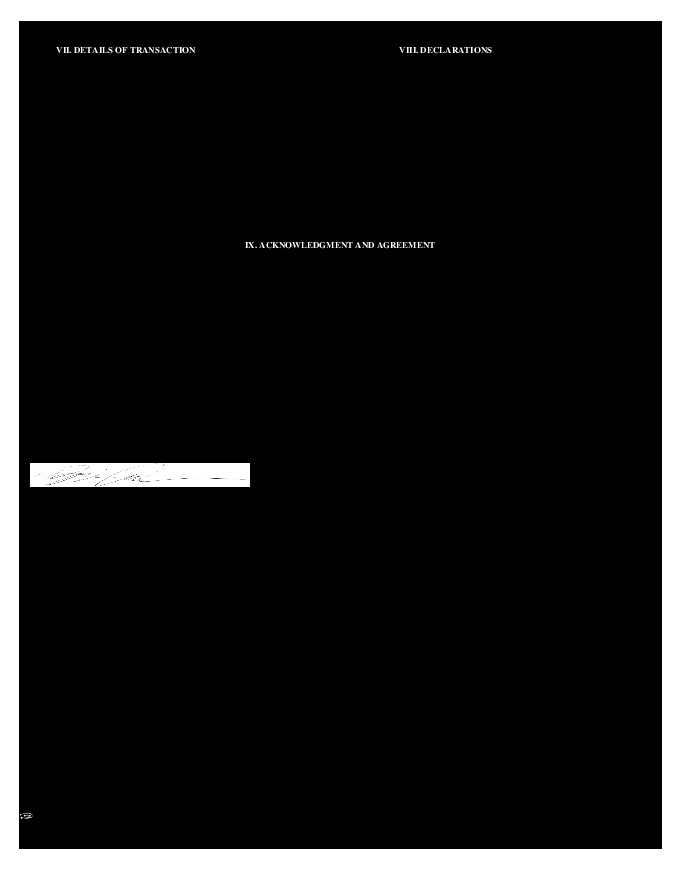 VII. DETAILS OF TRANSACTION
VIII. DECLARATIONS
IX. ACKNOWLEDGMENT AND AGREEMENT